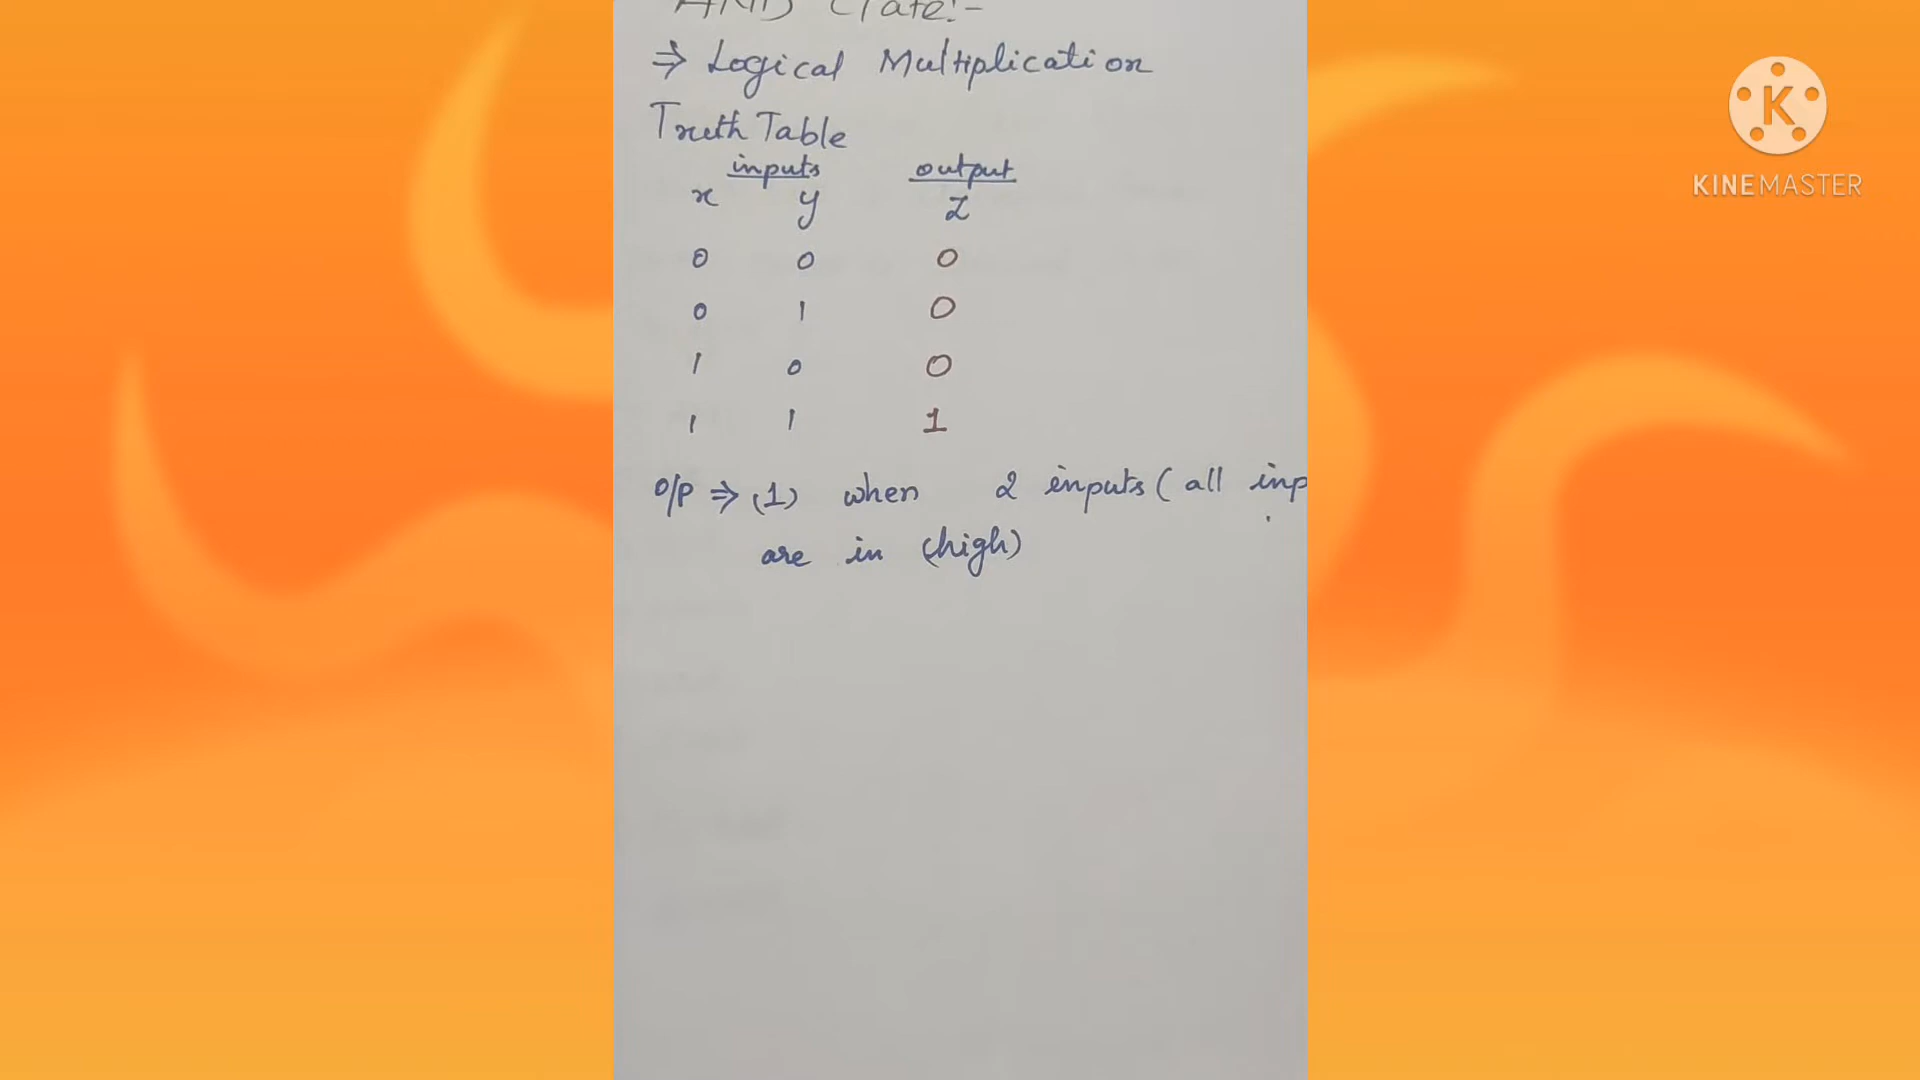 AND Gate:-
⇒ Logical Multiplication
Truth Table
inputs output
x y Z
0 0 0
0 1 0
1 0 0
1 1 1
O/P ⇒ (1) when 2 inputs (all inp
are in (high)
K
KINEMASTER